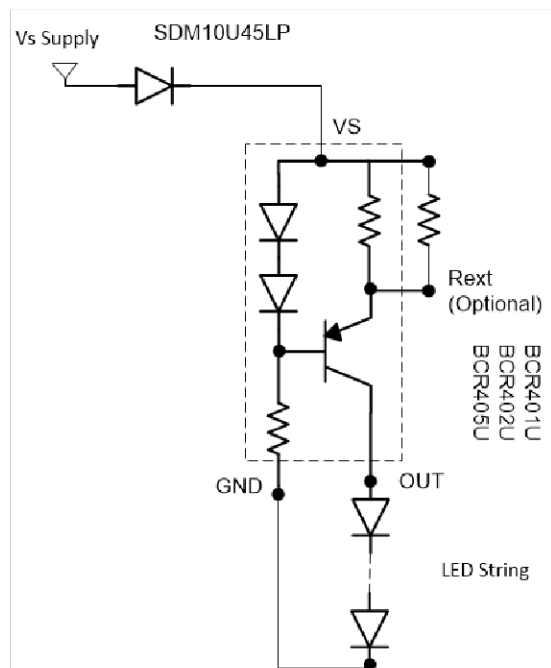 SDM10U45LP
Vs Supply
VS
Rext
(Optional)
BCR401U
BCR402U
BCR405U
GND
OUT
LED String